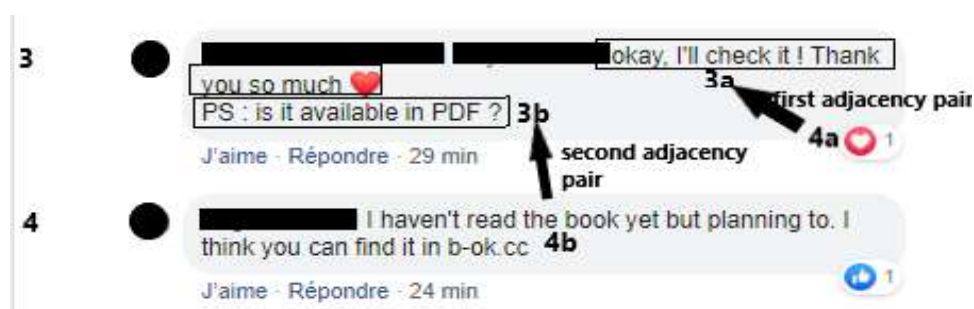 3 okay, I'll check it ! Thank
you so much ❤️
3a
first adjacency pair
PS : is it available in PDF ? 3b
4a 1
J'aime · Répondre · 29 min
second adjacency
pair
4 I haven't read the book yet but planning to. I
think you can find it in b-ok.cc 4b
1
J'aime · Répondre · 24 min